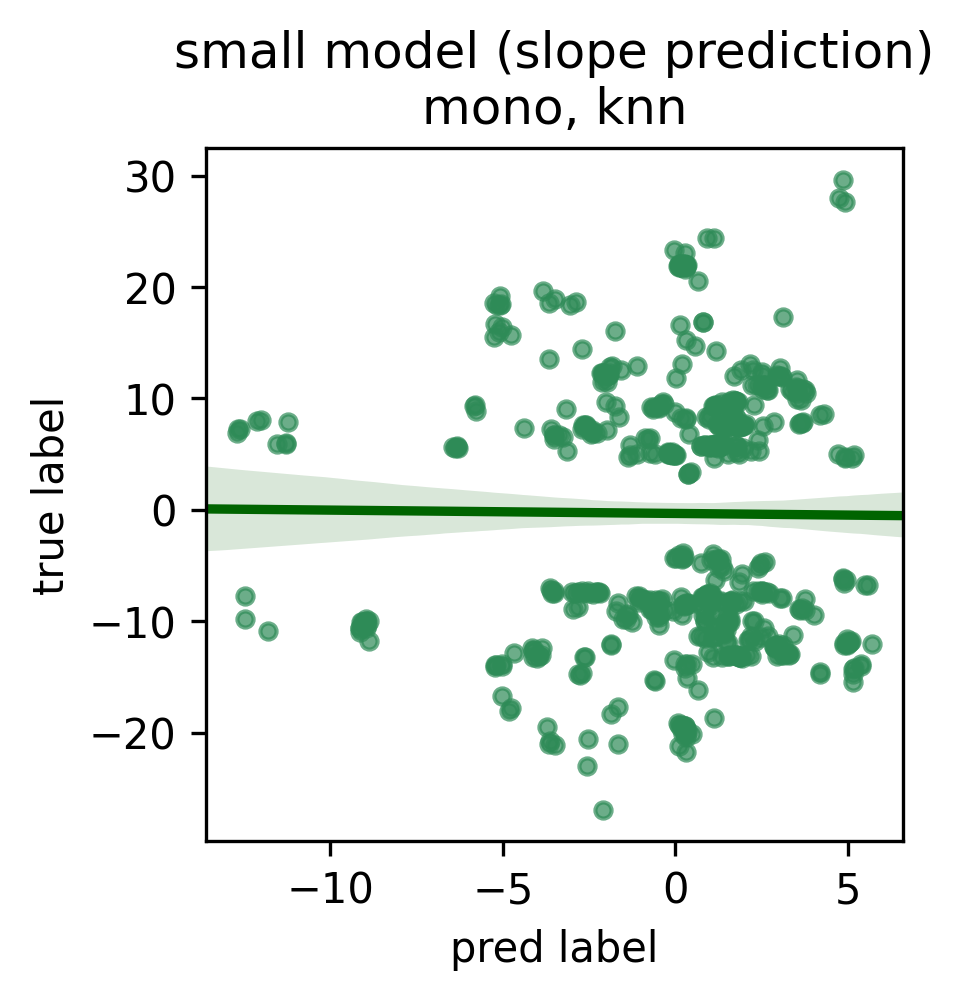 small model (slope prediction)
mono, knn
30
20
10
0
−10
−20
true label
−10
−5
0
5
pred label